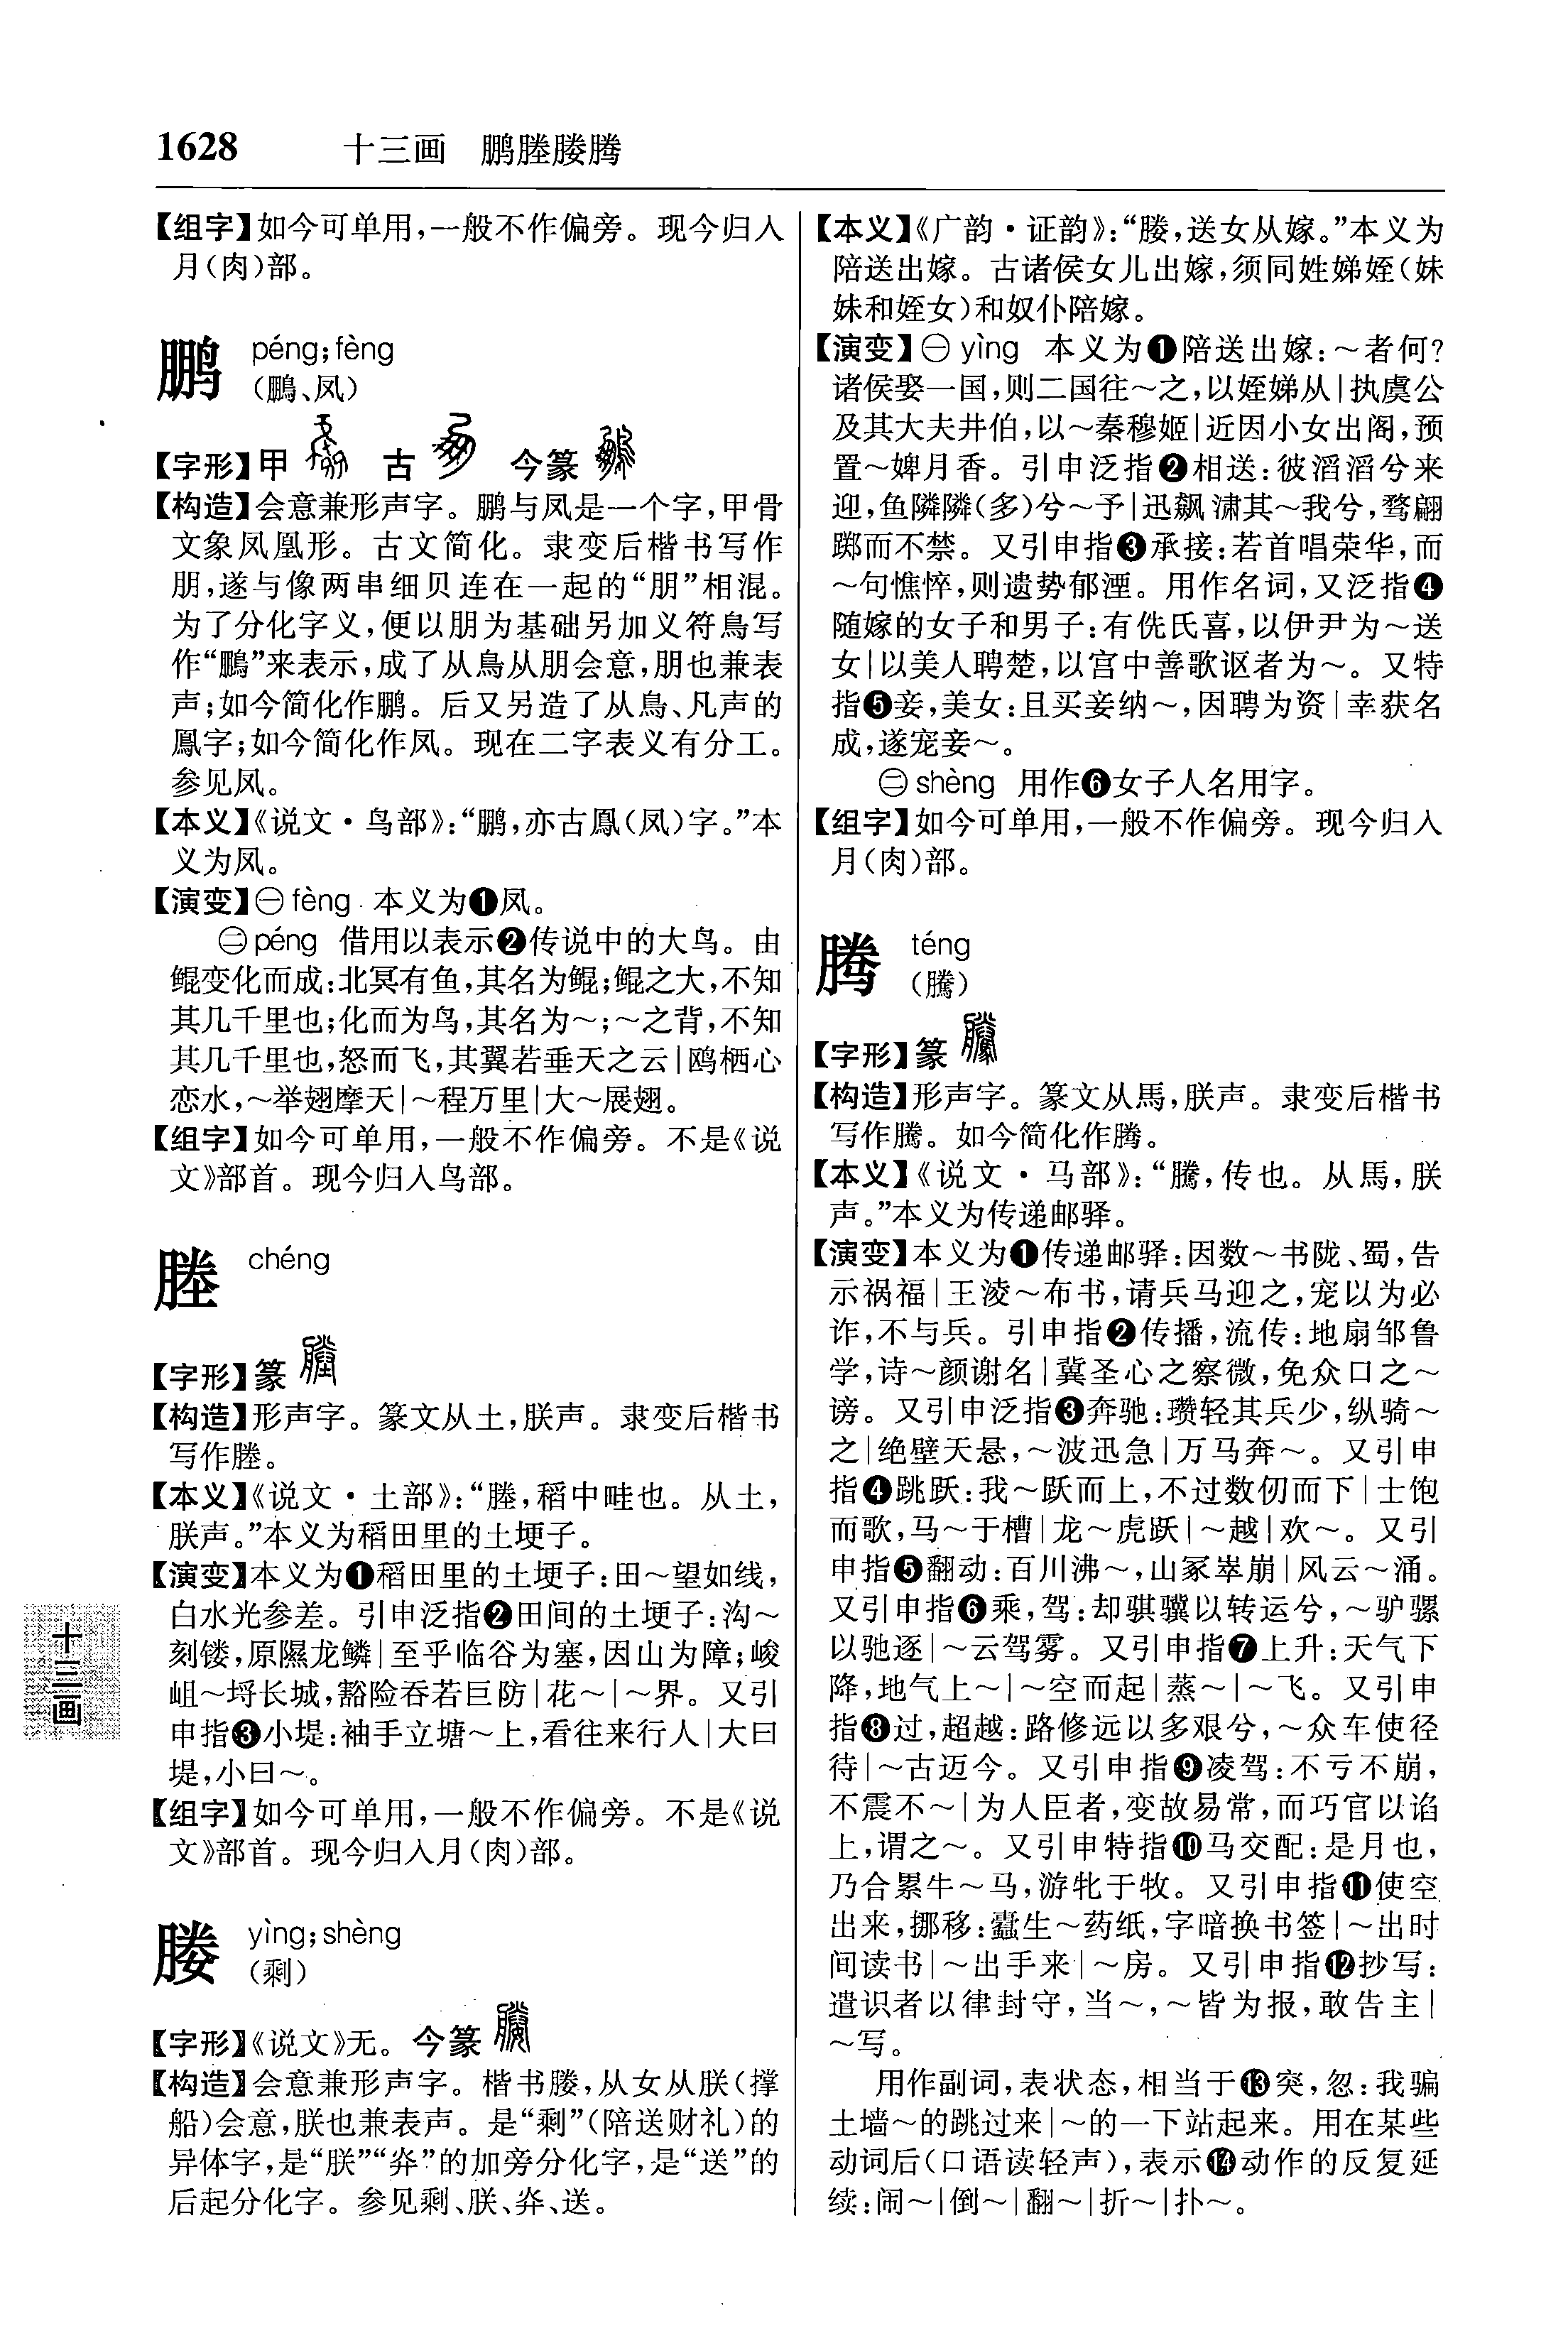 1628 十三画 鹏塍媵腾
【组字】如今可单用,一般不作偏旁。现今归入
月(肉)部。
鹏 péng;fèng
(鵬、凤)
【字形】甲 古 今篆
【构造】会意兼形声字。鹏与凤是一个字,甲骨
文象凤凰形。古文简化。隶变后楷书写作
朋,遂与像两串细贝连在一起的“朋”相混。
为了分化字义,便以朋为基础另加义符鳥写
作“鵬”来表示,成了从鳥从朋会意,朋也兼表
声;如今简化作鹏。后又另造了从鳥、凡声的
鳳字;如今简化作凤。现在二字表义有分工。
参见凤。
【本义】《说文·鸟部》:“鹏,亦古鳳(凤)字。”本
义为凤。
【演变】㊀fèng 本义为❶凤。
㊁péng 借用以表示❷传说中的大鸟。由
鲲变化而成:北冥有鱼,其名为鲲;鲲之大,不知
其几千里也;化而为鸟,其名为~;~之背,不知
其几千里也,怒而飞,其翼若垂天之云|鸥栖心
恋水,~举翅摩天|~程万里|大~展翅。
【组字】如今可单用,一般不作偏旁。不是《说
文》部首。现今归入鸟部。
塍 chéng
【字形】篆
【构造】形声字。篆文从土,朕声。隶变后楷书
写作塍。
【本义】《说文·土部》:“塍,稻中畦也。从土,
朕声。”本义为稻田里的土埂子。
【演变】本义为❶稻田里的土埂子:田~望如线,
白水光参差。引申泛指❷田间的土埂子:沟~
刻镂,原隰龙鳞|至乎临谷为塞,因山为障;峻
岨~埒长城,豁险吞若巨防|花~|~界。又引
申指❸小堤:袖手立塘~上,看往来行人|大曰
堤,小曰~。
【组字】如今可单用,一般不作偏旁。不是《说
文》部首。现今归入月(肉)部。
媵 yìng;shèng
(剩)
【字形】《说文》无。今篆
【构造】会意兼形声字。楷书媵,从女从朕(撑
船)会意,朕也兼表声。是“剩”(陪送财礼)的
异体字,是“朕”“灷”的加旁分化字,是“送”的
后起分化字。参见剩、朕、灷、送。
【本义】《广韵·证韵》:“媵,送女从嫁。”本义为
陪送出嫁。古诸侯女儿出嫁,须同姓娣姪(妹
妹和姪女)和奴仆陪嫁。
【演变】㊀yìng 本义为❶陪送出嫁:~者何?
诸侯娶一国,则二国往~之,以姪娣从|执虞公
及其大夫井伯,以~秦穆姬|近因小女出阁,预
置~婢月香。引申泛指❷相送:彼滔滔兮来
迎,鱼隣隣(多)兮~予|迅飙潚其~我兮,骛翩
踯而不禁。又引申指❸承接:若首唱荣华,而
~句憔悴,则遗势郁湮。用作名词,又泛指❹
随嫁的女子和男子:有侁氏喜,以伊尹为~送
女|以美人聘楚,以宫中善歌讴者为~。又特
指❺妾,美女:且买妾纳~,因聘为资|幸获名
成,遂宠妾~。
㊁shèng 用作❻女子人名用字。
【组字】如今可单用,一般不作偏旁。现今归入
月(肉)部。
腾 téng
(騰)
【字形】篆
【构造】形声字。篆文从馬,朕声。隶变后楷书
写作騰。如今简化作腾。
【本义】《说文·马部》:“騰,传也。从馬,朕
声。”本义为传递邮驿。
【演变】本义为❶传递邮驿:因数~书陇、蜀,告
示祸福|王淩~布书,请兵马迎之,宠以为必
诈,不与兵。引申指❷传播,流传:地扇邹鲁
学,诗~颜谢名|冀圣心之察微,免众口之~
谤。又引申泛指❸奔驰:瓒轻其兵少,纵骑~
之|绝壁天悬,~波迅急|万马奔~。又引申
指❹跳跃:我~跃而上,不过数仞而下|士饱
而歌,马~于槽|龙~虎跃|~越|欢~。又引
申指❺翻动:百川沸~,山冢崒崩|风云~涌。
又引申指❻乘,驾:却骐骥以转运兮,~驴骡
以驰逐|~云驾雾。又引申指❼上升:天气下
降,地气上~|~空而起|蒸~|~飞。又引申
指❽过,超越:路修远以多艰兮,~众车使径
待|~古迈今。又引申指❾凌驾:不亏不崩,
不震不~|为人臣者,变故易常,而巧官以谄
上,谓之~。又引申特指❿马交配:是月也,
乃合累牛~马,游牝于牧。又引申指⓫使空
出来,挪移:蠹生~药纸,字暗换书签|~出时
间读书|~出手来|~房。又引申指⓬抄写:
遣识者以律封守,当~,~皆为报,敢告主|
~写。
用作副词,表状态,相当于⓭突,忽:我骗
土墙~的跳过来|~的一下站起来。用在某些
动词后(口语读轻声),表示⓮动作的反复延
续:闹~|倒~|翻~|折~|扑~。
十三画